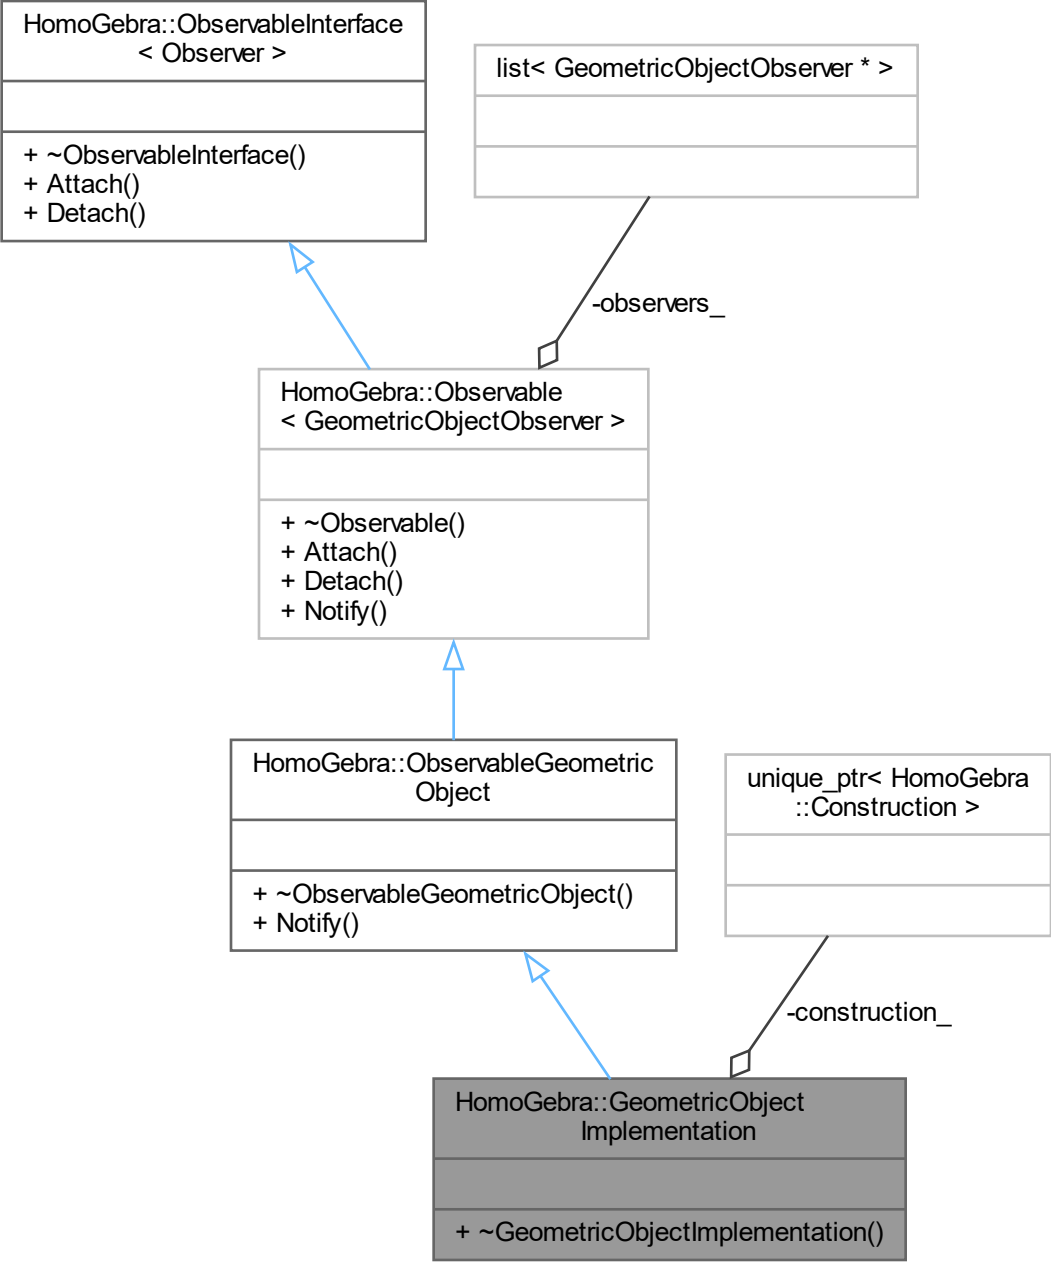 HomoGebra::ObservableInterface
< Observer >
+ ~ObservableInterface()
+ Attach()
+ Detach()
list< GeometricObjectObserver * >
-observers_
HomoGebra::Observable
< GeometricObjectObserver >
+ ~Observable()
+ Attach()
+ Detach()
+ Notify()
HomoGebra::ObservableGeometric
Object
+ ~ObservableGeometricObject()
+ Notify()
unique_ptr< HomoGebra
::Construction >
-construction_
HomoGebra::GeometricObject
Implementation
+ ~GeometricObjectImplementation()